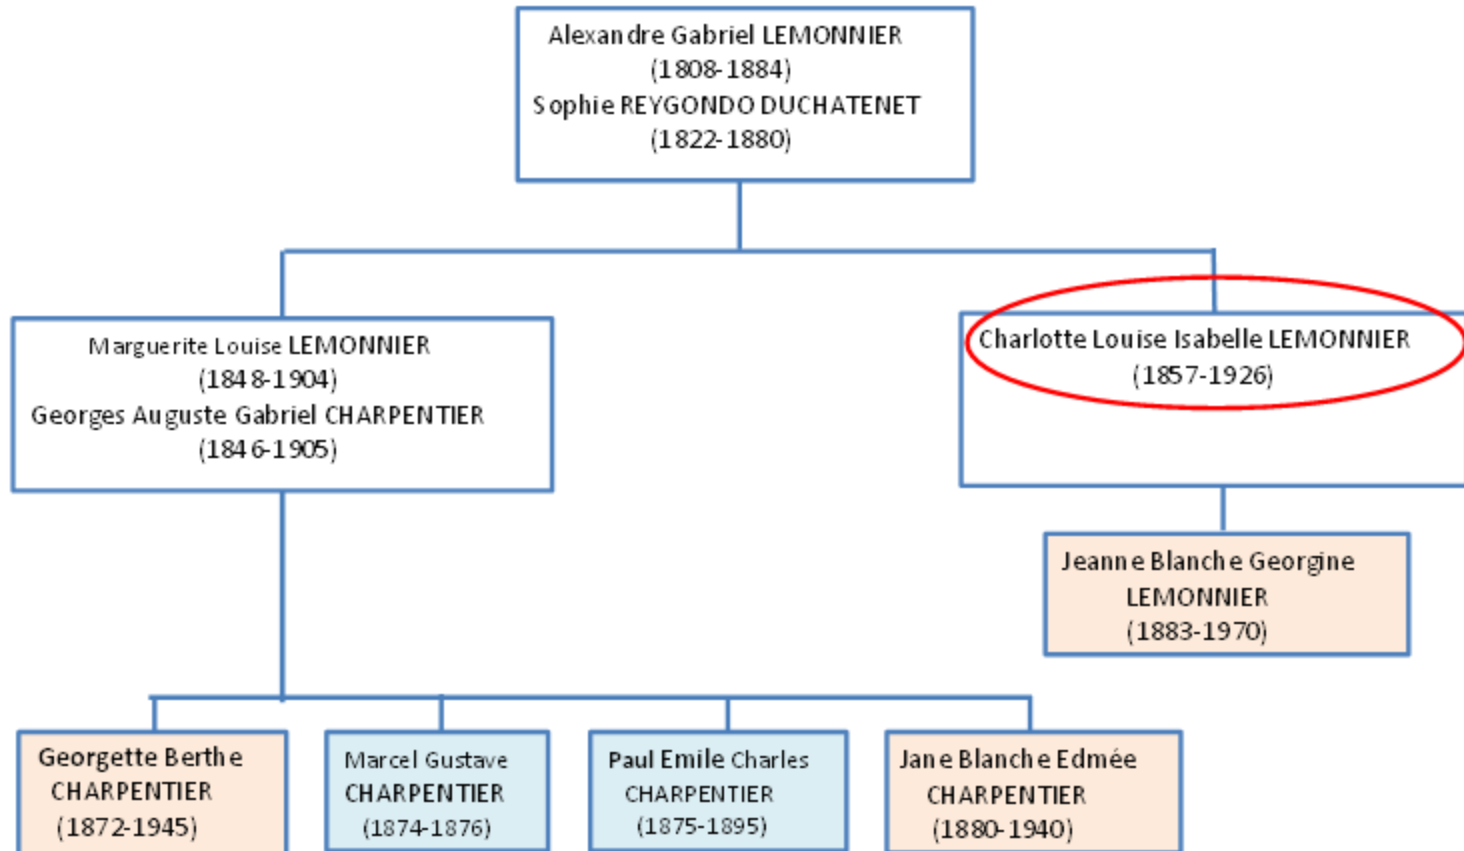 Alexandre Gabriel LEMONNIER
(1808-1884)
Sophie REYGONDO DUCHATENET
(1822-1880)
Marguerite Louise LEMONNIER
(1848-1904)
Georges Auguste Gabriel CHARPENTIER
(1846-1905)
Charlotte Louise Isabelle LEMONNIER
(1857-1926)
Jeanne Blanche Georgine
LEMONNIER
(1883-1970)
Georgette Berthe
CHARPENTIER
(1872-1945)
Marcel Gustave
CHARPENTIER
(1874-1876)
Paul Emile Charles
CHARPENTIER
(1875-1895)
Jane Blanche Edmée
CHARPENTIER
(1880-1940)